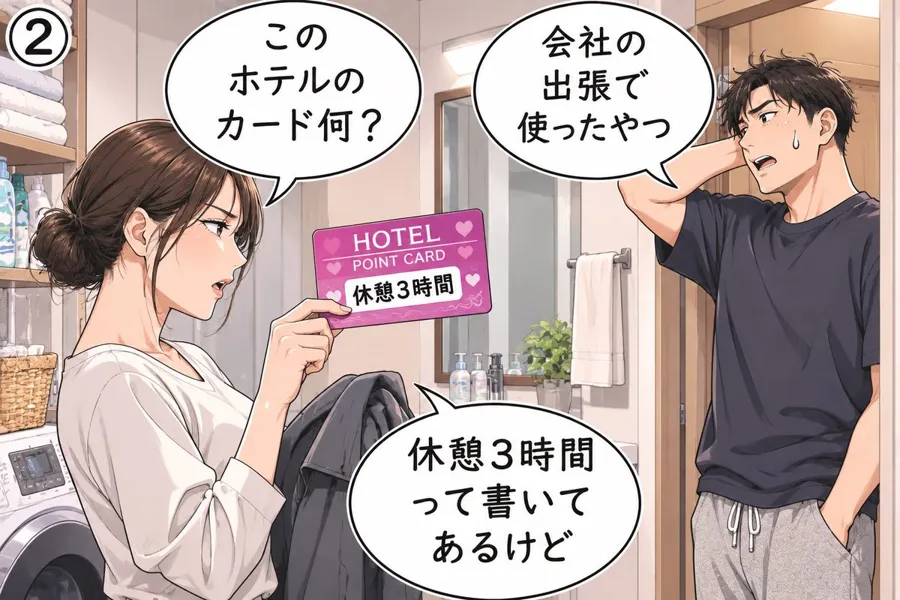 ②
この
ホテルの
カード何？
会社の
出張で
使ったやつ
HOTEL
POINT CARD
休憩3時間
休憩3時間
って書いて
あるけど